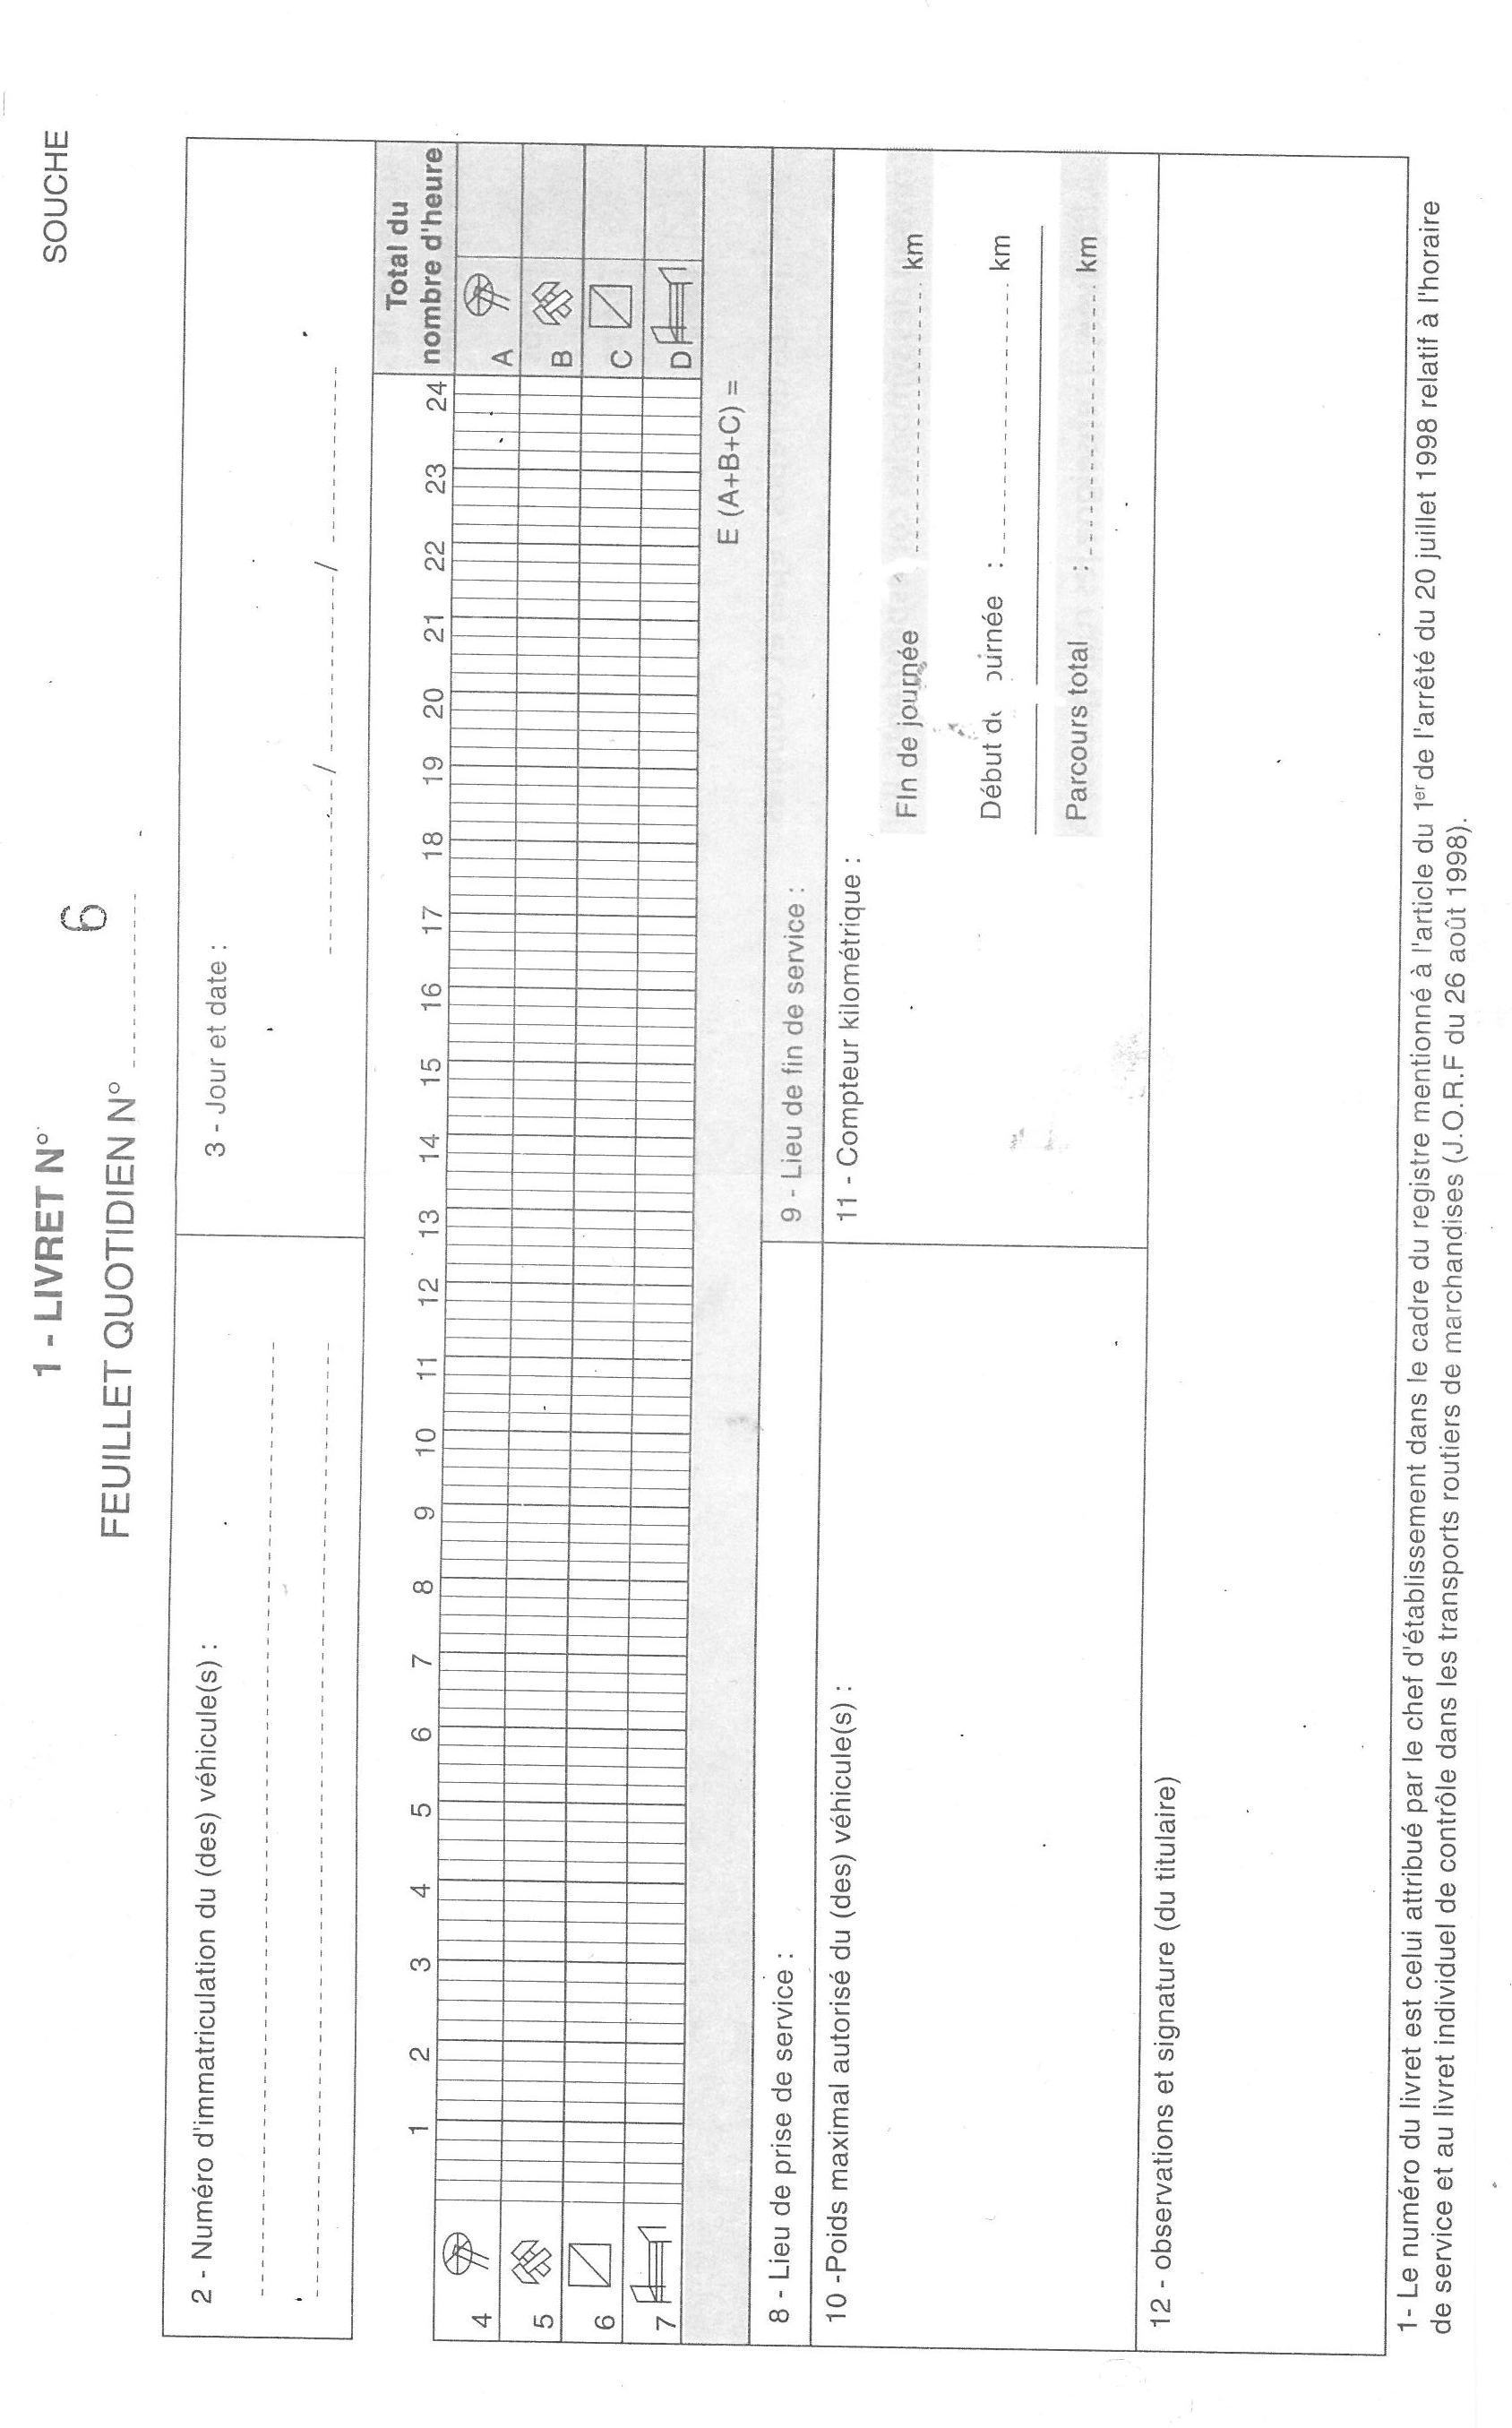 SOUCHE
1 - LIVRET N°
6
FEUILLET QUOTIDIEN N°
2 - Numéro d'immatriculation du (des) véhicule(s) :
3 - Jour et date :
/ /
Total du
nombre d'heure
1 2 3 4 5 6 7 8 9 10 11 12 13 14 15 16 17 18 19 20 21 22 23 24
4 A
5 B
6 C
7 D
E (A+B+C) =
8 - Lieu de prise de service :
9 - Lieu de fin de service :
10 -Poids maximal autorisé du (des) véhicule(s) :
11 - Compteur kilométrique :
FIn de journée km
Début de : km
Parcours total : km
12 - observations et signature (du titulaire)
1- Le numéro du livret est celui attribué par le chef d'établissement dans le cadre du registre mentionné à l'article du 1er de l'arrêté du 20 juillet 1998 relatif à l'horaire
de service et au livret individuel de contrôle dans les transports routiers de marchandises (J.O.R.F du 26 août 1998).